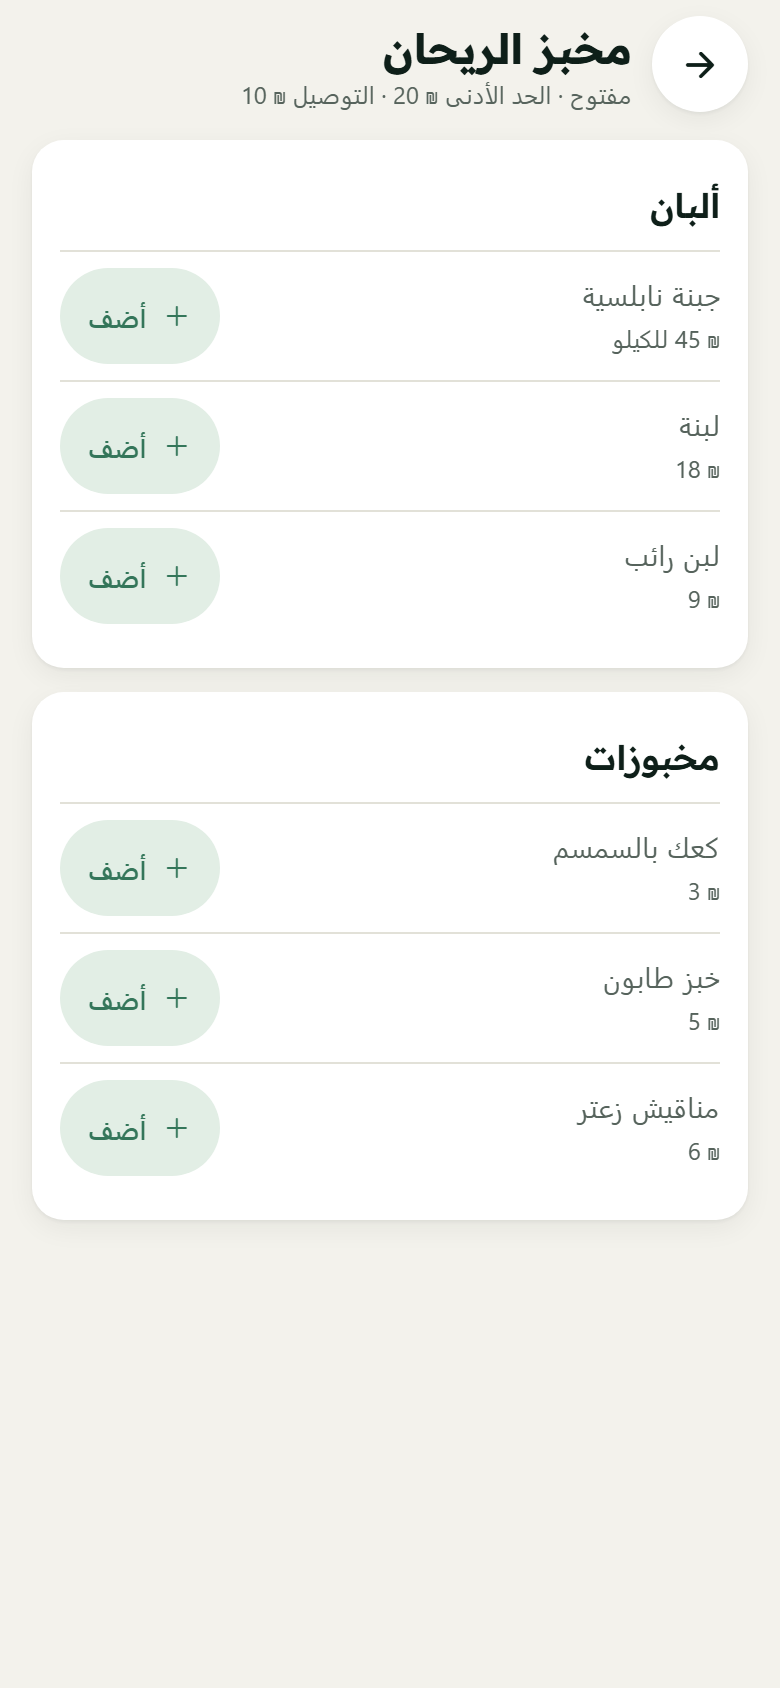 مخبز الريحان
مفتوح · الحد الأدنى ₪ 20 · التوصيل ₪ 10
ألبان
جبنة نابلسية
₪ 45 للكيلو
+ أضف
لبنة
₪ 18
+ أضف
لبن رائب
₪ 9
+ أضف
مخبوزات
كعك بالسمسم
₪ 3
+ أضف
خبز طابون
₪ 5
+ أضف
مناقيش زعتر
₪ 6
+ أضف